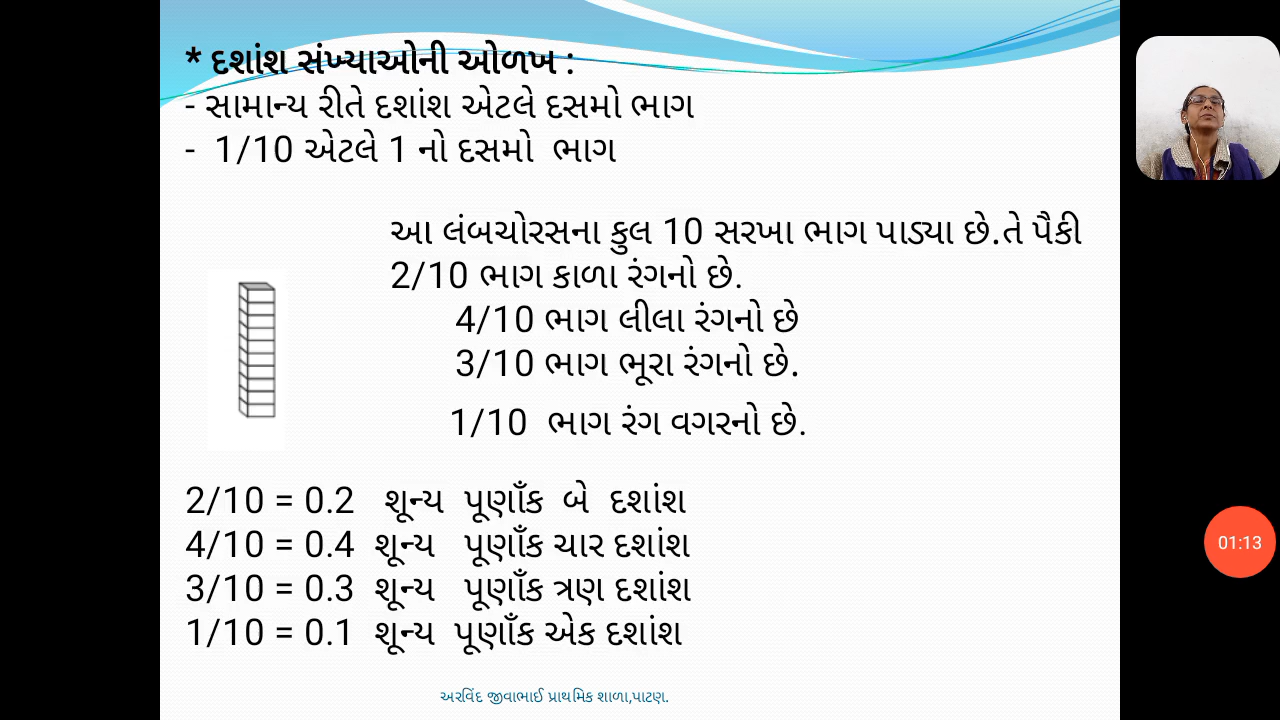 * દશાંશ સંખ્યાઓની ઓળખ :
- સામાન્ય રીતે દશાંશ એટલે દસમો ભાગ
- 1/10 એટલે 1 નો દસમો ભાગ
આ લંબચોરસના કુલ 10 સરખા ભાગ પાડ્યા છે.તે પૈકી
2/10 ભાગ કાળા રંગનો છે.
4/10 ભાગ લીલા રંગનો છે
3/10 ભાગ ભૂરા રંગનો છે.
1/10 ભાગ રંગ વગરનો છે.
2/10 = 0.2 શૂન્ય પૂણાઁક બે દશાંશ
4/10 = 0.4 શૂન્ય પૂણાઁક ચાર દશાંશ
3/10 = 0.3 શૂન્ય પૂણાઁક ત્રણ દશાંશ
1/10 = 0.1 શૂન્ય પૂણાઁક એક દશાંશ
01:13
અરવિંદ જીવાભાઈ પ્રાથમિક શાળા,પાટણ.